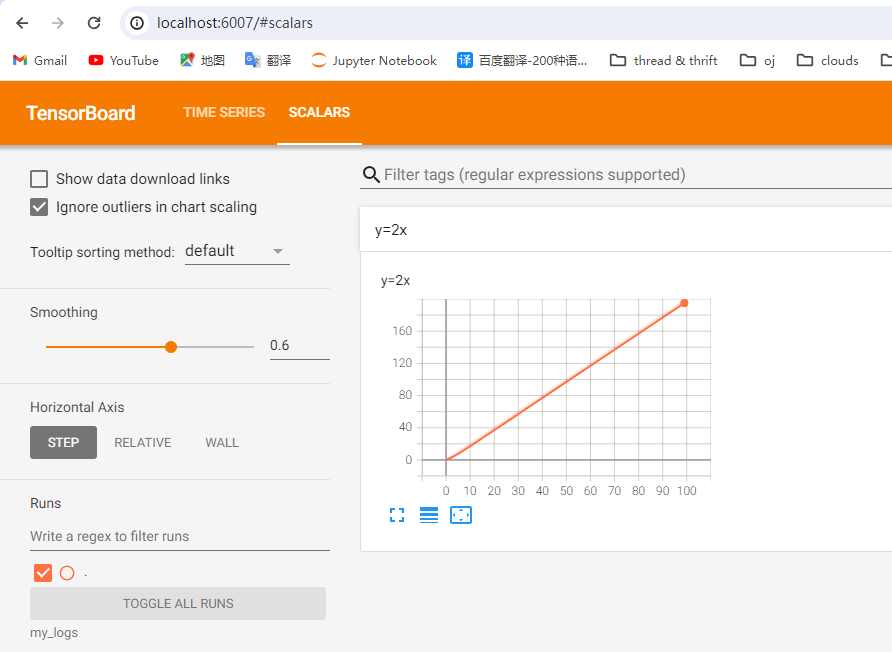 localhost:6007/#scalars
Gmail YouTube 地图 翻译 Jupyter Notebook 译 百度翻译-200种语... thread & thrift oj clouds
TensorBoard TIME SERIES SCALARS
Show data download links
Ignore outliers in chart scaling
Tooltip sorting method: default
Smoothing
0.6
Horizontal Axis
STEP RELATIVE WALL
Runs
Write a regex to filter runs
.
TOGGLE ALL RUNS
my_logs
Filter tags (regular expressions supported)
y=2x
y=2x
160
120
80
40
0
0 10 20 30 40 50 60 70 80 90 100